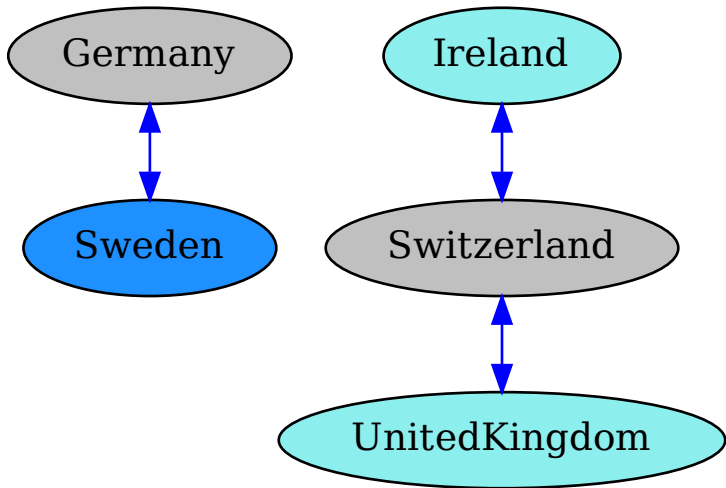 Germany
Ireland
Sweden
Switzerland
UnitedKingdom